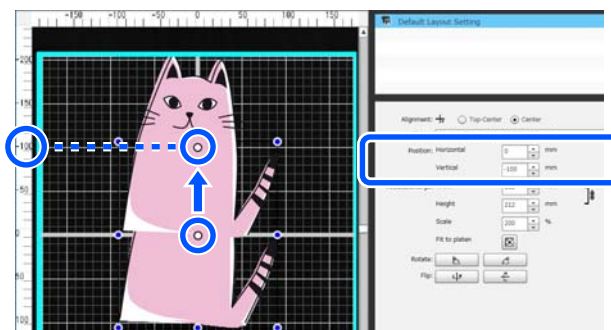 -150 -100 -50 0 50 100 150
Default Layout Setting
-200
-150
Alignment: Top-Center Center
-100
Position: Horizontal 0 mm
Vertical -100 mm
-50
Height 212 mm
Scale 200 %
0
Fit to platen
Rotate:
50
Flip:
100